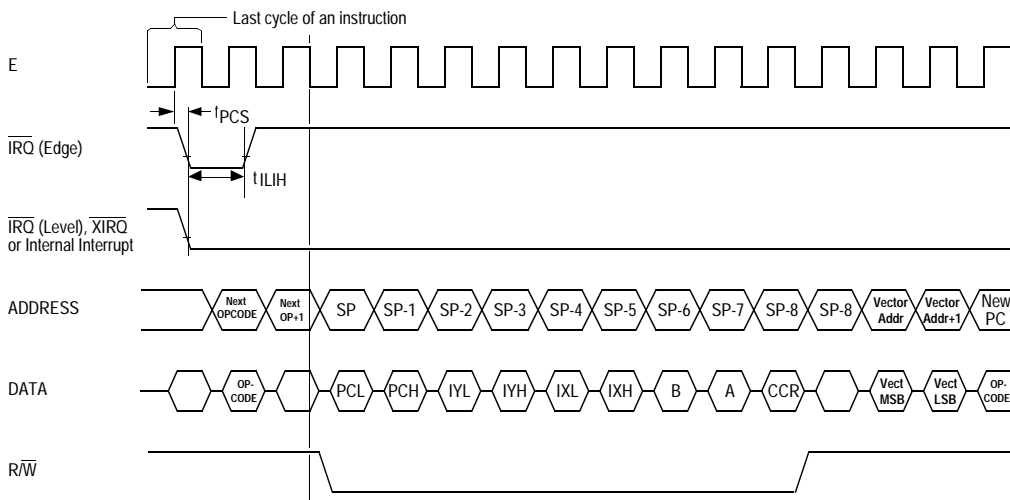 Last cycle of an instruction
E
tPCS
IRQ (Edge)
tILIH
IRQ (Level), XIRQ
or Internal Interrupt
ADDRESS
Next
OPCODE
Next
OP+1
SP
SP-1
SP-2
SP-3
SP-4
SP-5
SP-6
SP-7
SP-8
SP-8
Vector
Addr
Vector
Addr+1
New
PC
DATA
OP-
CODE
PCL
PCH
IYL
IYH
IXL
IXH
B
A
CCR
Vect
MSB
Vect
LSB
OP-
CODE
R/W